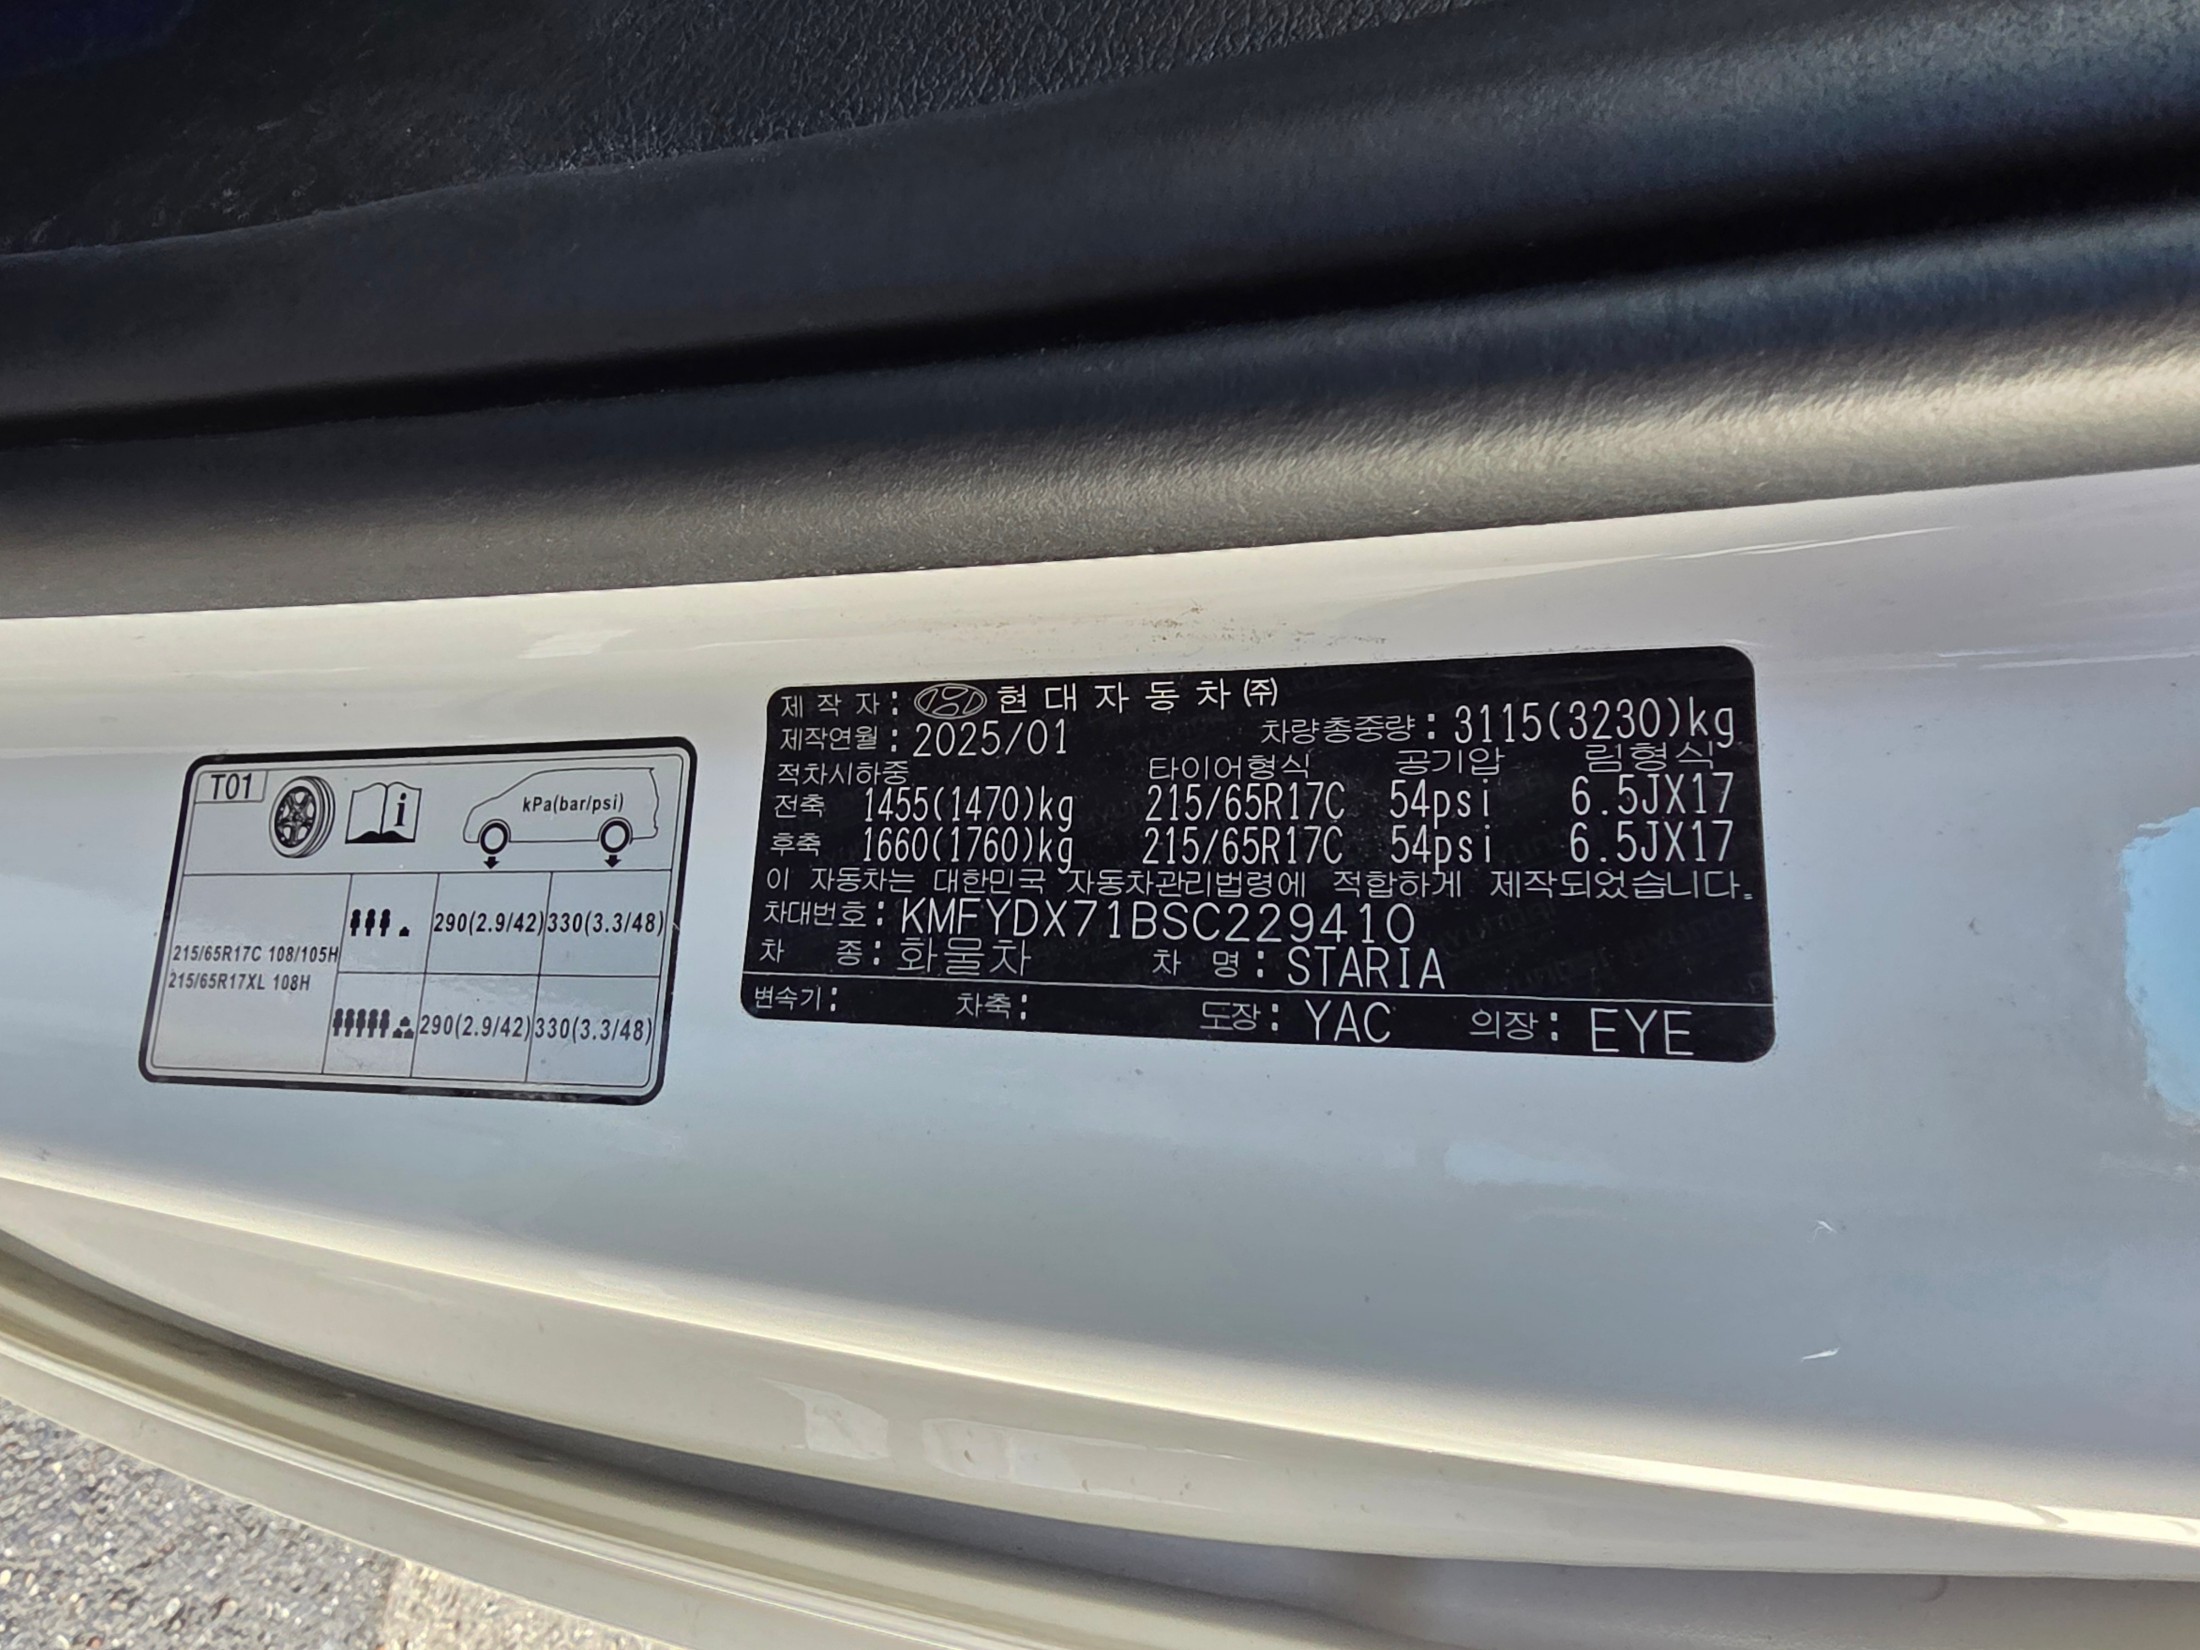 T01
kPa(bar/psi)
215/65R17C 108/105H
215/65R17XL 108H
290(2.9/42) 330(3.3/48)
290(2.9/42) 330(3.3/48)
제 작 자 : 현대자동차㈜
제작연월 : 2025/01 차량총중량 : 3115(3230)kg
적차시하중 타이어형식 공기압 림형식
전축 1455(1470)kg 215/65R17C 54psi 6.5JX17
후축 1660(1760)kg 215/65R17C 54psi 6.5JX17
이 자동차는 대한민국 자동차관리법령에 적합하게 제작되었습니다.
차대번호 : KMFYDX71BSC229410
차 종 : 화물차 차 명 : STARIA
변속기 : 차축 : 도장 : YAC 의장 : EYE